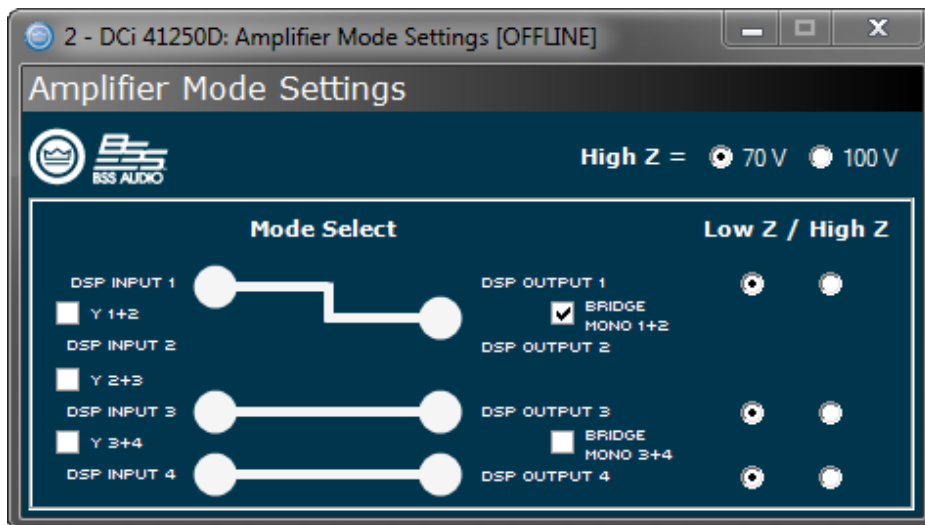 2 - DCi 41250D: Amplifier Mode Settings [OFFLINE]
Amplifier Mode Settings
BSS
BSS AUDIO
High Z = 70 V 100 V
Mode Select
Low Z / High Z
DSP INPUT 1
DSP OUTPUT 1
Y 1+2
BRIDGE
MONO 1+2
DSP INPUT 2
DSP OUTPUT 2
Y 2+3
DSP INPUT 3
DSP OUTPUT 3
Y 3+4
BRIDGE
MONO 3+4
DSP INPUT 4
DSP OUTPUT 4